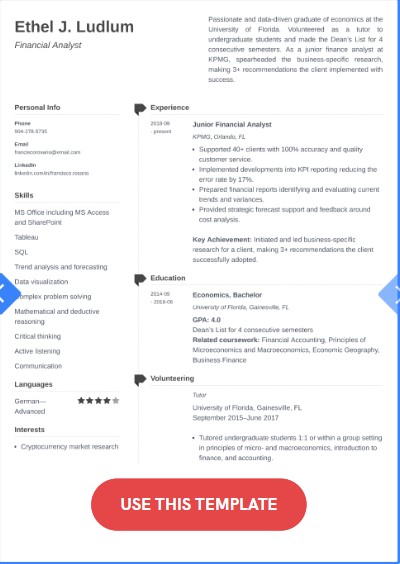 Ethel J. Ludlum
Financial Analyst
Passionate and data-driven graduate of economics at the
University of Florida. Volunteered as a tutor to
undergraduate students and made the Dean's List for 4
consecutive semesters. As a junior finance analyst at
KPMG, spearheaded the business-specific research,
making 3+ recommendations the client implemented with
success.
Personal Info
Phone
904-278-8795
Email
franciscorosario@email.com
LinkedIn
linkedin.com/in/francisco.rosario
Skills
MS Office including MS Access
and SharePoint
Tableau
SQL
Trend analysis and forecasting
Data visualization
Complex problem solving
Mathematical and deductive
reasoning
Critical thinking
Active listening
Communication
Languages
German—
Advanced
Interests
• Cryptocurrency market research
Experience
2018-08
- present
Junior Financial Analyst
KPMG, Orlando, FL
• Supported 40+ clients with 100% accuracy and quality
customer service.
• Implemented developments into KPI reporting reducing the
error rate by 17%.
• Prepared financial reports identifying and evaluating current
trends and variances.
• Provided strategic forecast support and feedback around
cost analysis.
Key Achievement: Initiated and led business-specific
research for a client, making 3+ recommendations they
successfully adopted.
Education
2014-08
- 2018-06
Economics, Bachelor
University of Florida, Gainesville, FL
GPA: 4.0
Dean's List for 4 consecutive semesters
Related coursework: Financial Accounting, Principles of
Microeconomics and Macroeconomics, Economic Geography,
Business Finance
Volunteering
Tutor
University of Florida, Gainesville, FL
September 2015–June 2017
• Tutored undergraduate students 1:1 or within a group setting
in principles of micro- and macroeconomics, introduction to
finance, and accounting.
USE THIS TEMPLATE